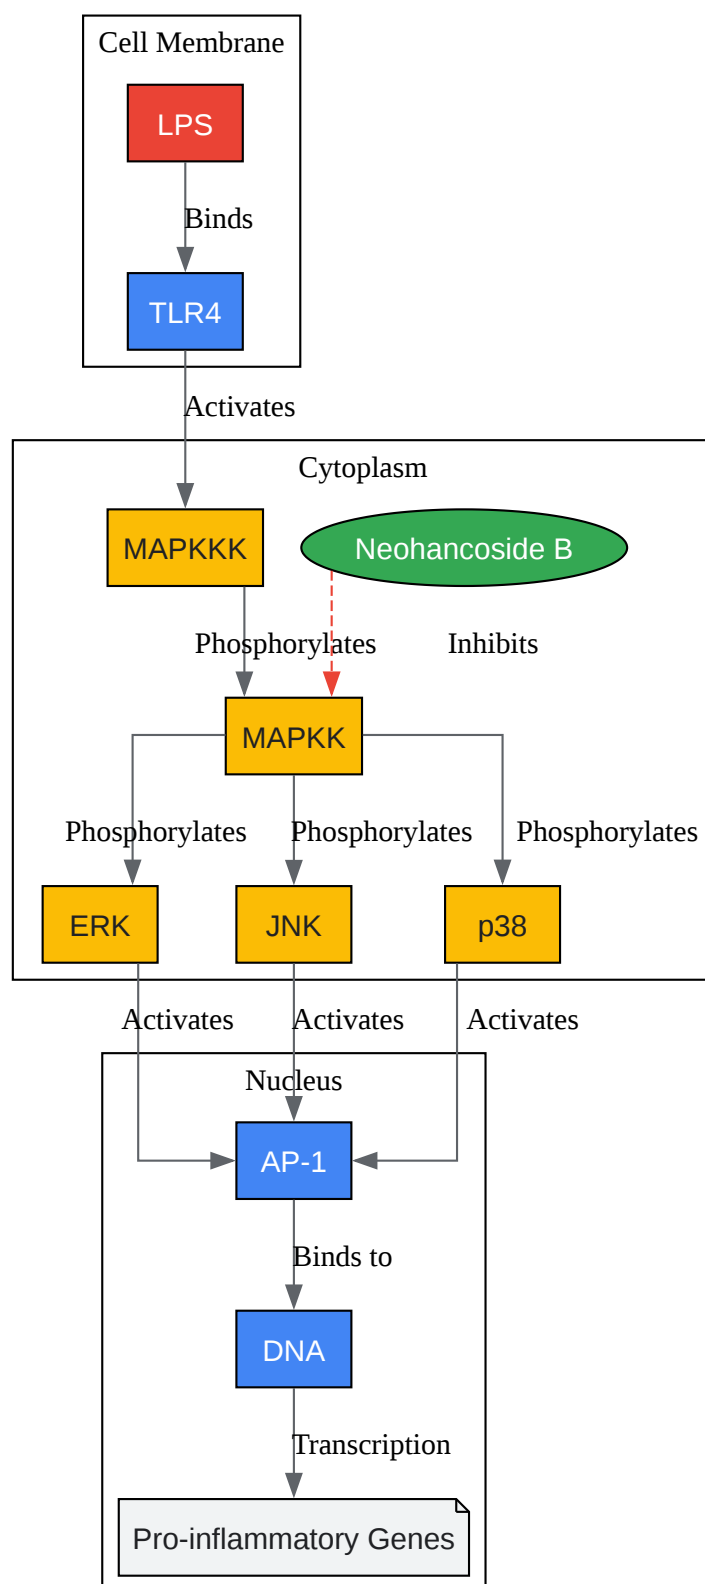 Cell Membrane
LPS
Binds
TLR4
Activates
Cytoplasm
MAPKKK
Neohancoside B
Phosphorylates
Inhibits
MAPKK
Phosphorylates
Phosphorylates
Phosphorylates
ERK
JNK
p38
Activates
Activates
Activates
Nucleus
AP-1
Binds to
DNA
Transcription
Pro-inflammatory Genes